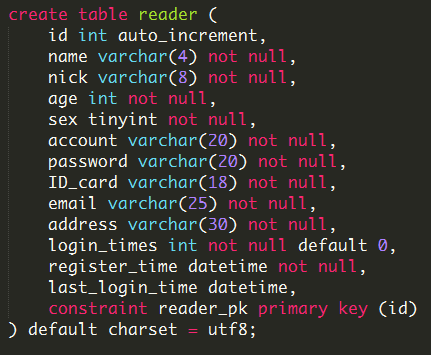 create table reader (
    id int auto_increment,
    name varchar(4) not null,
    nick varchar(8) not null,
    age int not null,
    sex tinyint not null,
    account varchar(20) not null,
    password varchar(20) not null,
    ID_card varchar(18) not null,
    email varchar(25) not null,
    address varchar(30) not null,
    login_times int not null default 0,
    register_time datetime not null,
    last_login_time datetime,
    constraint reader_pk primary key (id)
) default charset = utf8;